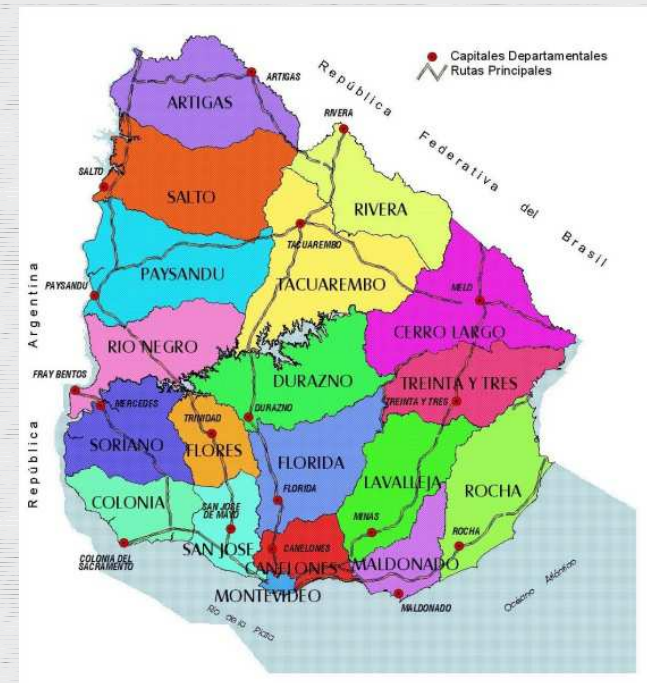 Capitales Departamentales
Rutas Principales
República Federativa del Brasil
ARTIGAS
ARTIGAS
RIVERA
SALTO
SALTO
RIVERA
TACUAREMBO
PAYSANDU
TACUAREMBO
PAYSANDU
MELO
Argentina
República
RIO NEGRO
CERRO LARGO
FRAY BENTOS
DURAZNO
TREINTA Y TRES
MERCEDES
TREINTA Y TRES
TRINIDAD
DURAZNO
SORIANO
FLORES
FLORIDA
LAVALLEJA
ROCHA
COLONIA
FLORIDA
SAN JOSE
DE MAYO
MINAS
ROCHA
COLONIA DEL
SACRAMENTO
SAN JOSE
CANELONES
CANELONES
MALDONADO
MONTEVIDEO
MALDONADO
Río de la Plata
Océano Atlántico